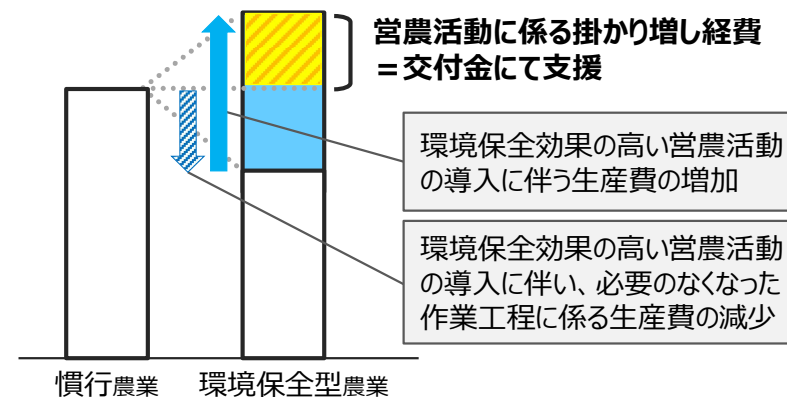 営農活動に係る掛かり増し経費
＝交付金にて支援
環境保全効果の高い営農活動
の導入に伴う生産費の増加
環境保全効果の高い営農活動
の導入に伴い、必要のなくなった
作業工程に係る生産費の減少
慣行農業
環境保全型農業